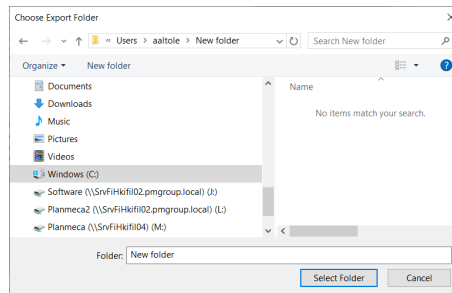 Choose Export Folder
« Users > aaltole > New folder
Search New folder
Organize
New folder
Name
No items match your search.
Documents
Downloads
Music
Pictures
Videos
Windows (C:)
Software (\\SrvFiHkifil02.pmgroup.local) (J:)
Planmeca2 (\\SrvFiHkifil02.pmgroup.local) (L:)
Planmeca (\\SrvFiHkifil04) (M:)
Folder: New folder
Select Folder
Cancel